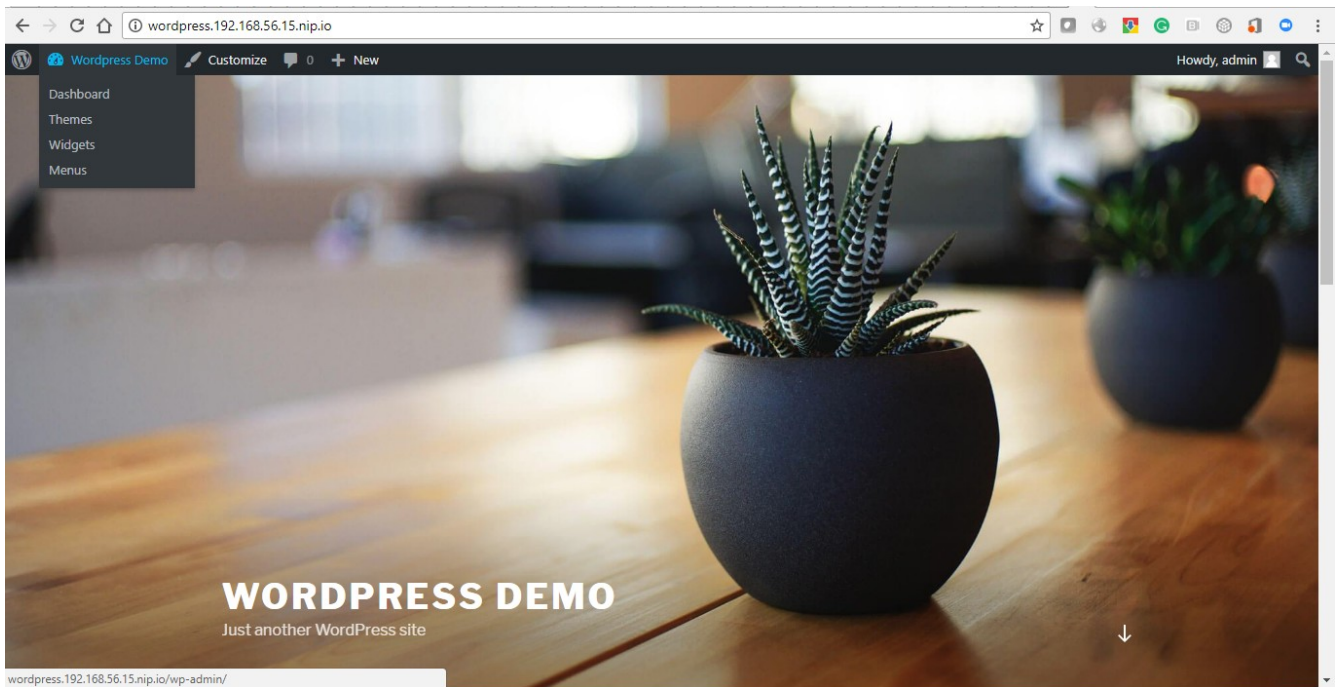 wordpress.192.168.56.15.nip.io
Wordpress Demo Customize 0 + New Howdy, admin
Dashboard
Themes
Widgets
Menus
WORDPRESS DEMO
Just another WordPress site
wordpress.192.168.56.15.nip.io/wp-admin/